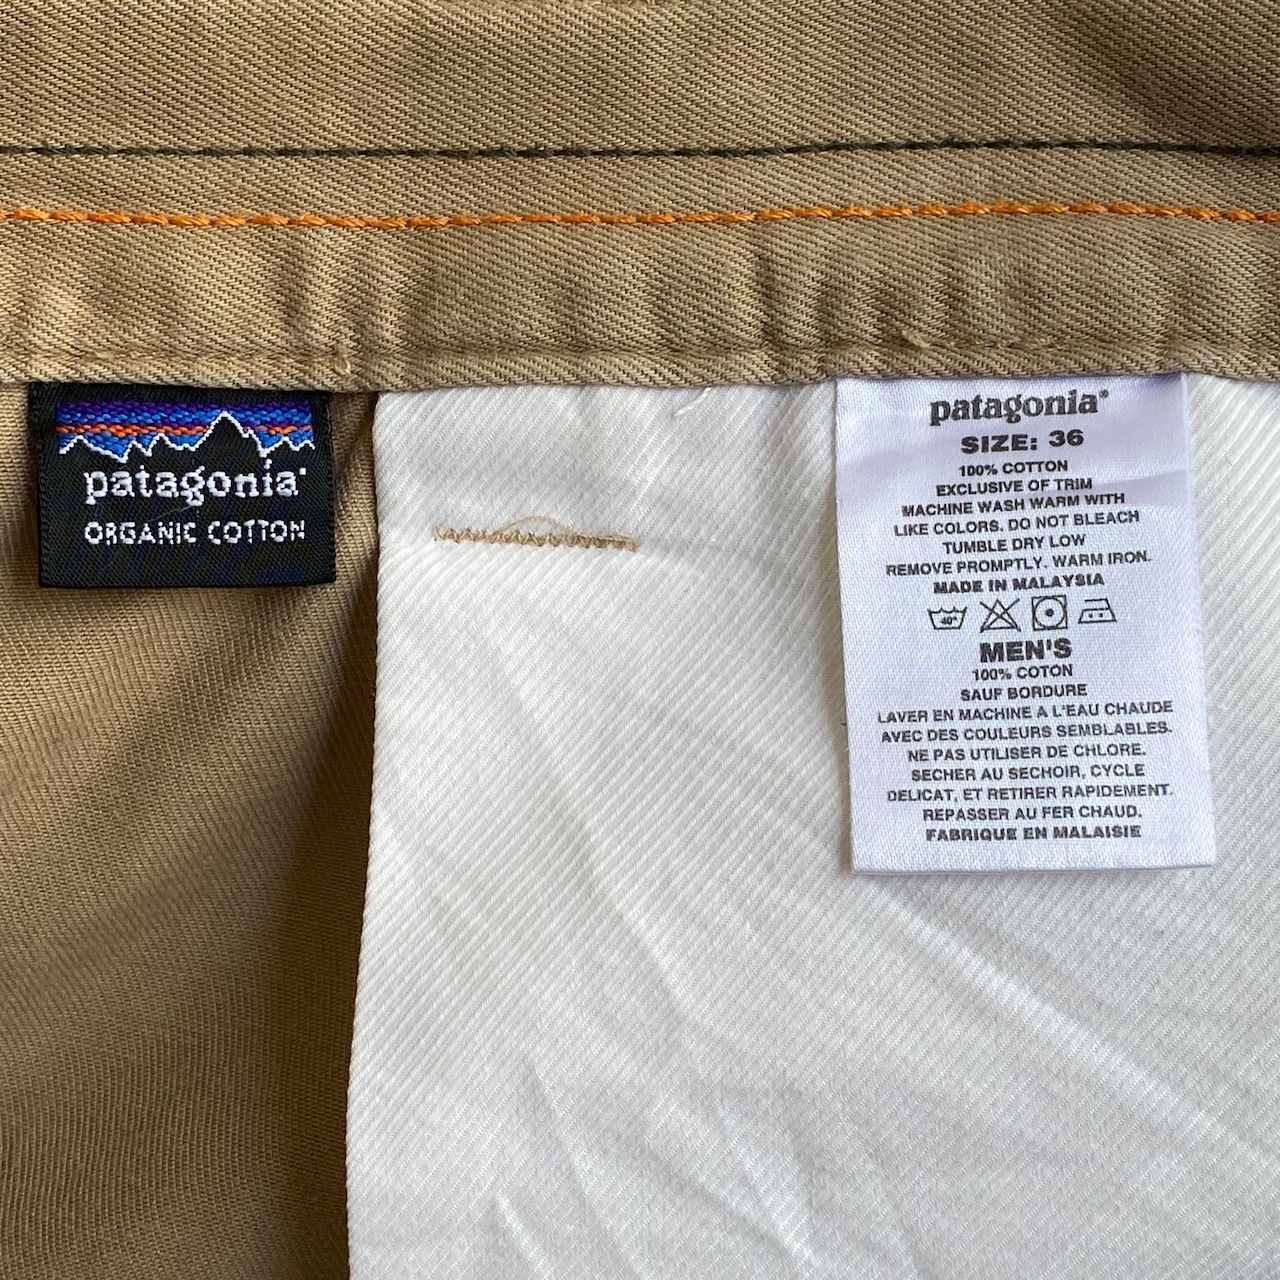 patagonia®
ORGANIC COTTON
patagonia®
SIZE: 36
100% COTTON
EXCLUSIVE OF TRIM
MACHINE WASH WARM WITH
LIKE COLORS. DO NOT BLEACH
TUMBLE DRY LOW
REMOVE PROMPTLY. WARM IRON.
MADE IN MALAYSIA
40°
MEN'S
100% COTON
SAUF BORDURE
LAVER EN MACHINE A L'EAU CHAUDE
AVEC DES COULEURS SEMBLABLES.
NE PAS UTILISER DE CHLORE.
SECHER AU SECHOIR, CYCLE
DELICAT, ET RETIRER RAPIDEMENT.
REPASSER AU FER CHAUD.
FABRIQUE EN MALAISIE